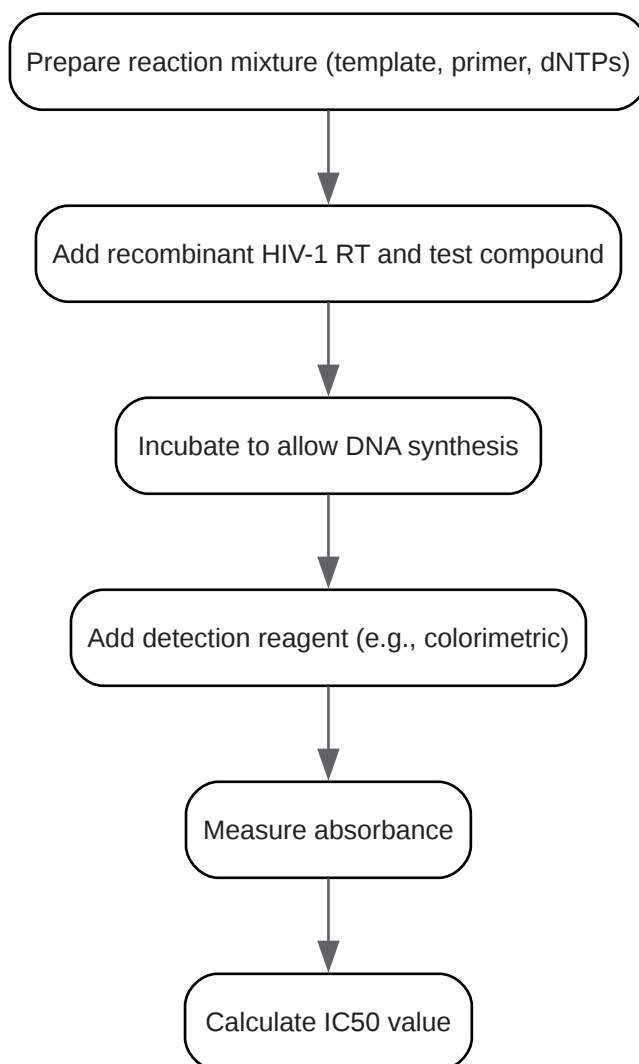 Prepare reaction mixture (template, primer, dNTPs)
Add recombinant HIV-1 RT and test compound
Incubate to allow DNA synthesis
Add detection reagent (e.g., colorimetric)
Measure absorbance
Calculate IC50 value